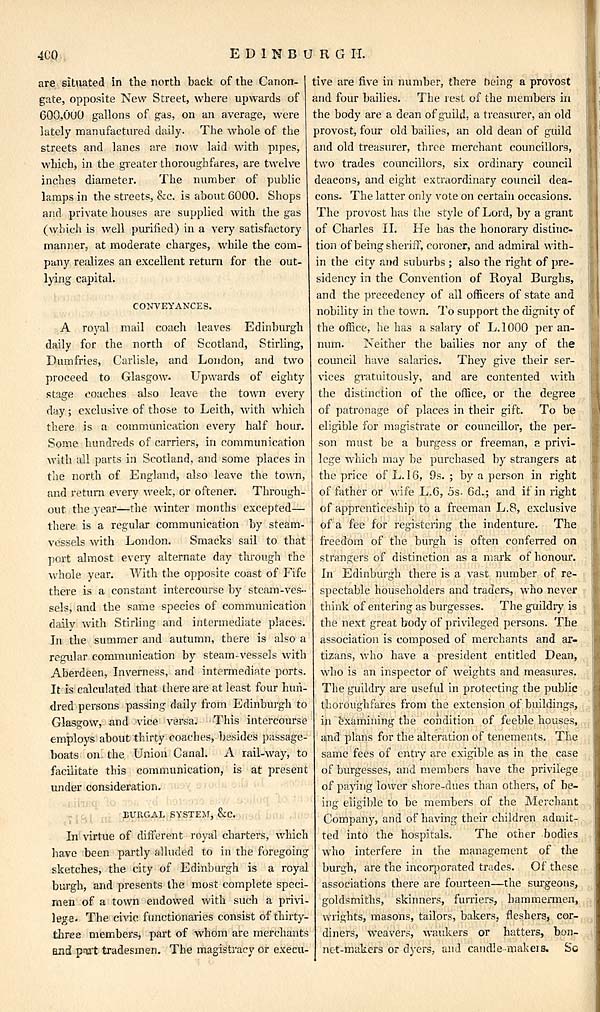 400
EDINBURGH.
are situated in the north back of the Canon-
gate, opposite New Street, where upwards of
600,000 gallons of gas, on an average, were
lately manufactured daily. The whole of the
streets and lanes are now laid with pipes,
which, in the greater thoroughfares, are twelve
inches diameter. The number of public
lamps in the streets, &c. is about 6000. Shops
and private houses are supplied with the gas
(which is well purified) in a very satisfactory
manner, at moderate charges, while the com-
pany realizes an excellent return for the out-
lying capital.
CONVEYANCES.
A royal mail coach leaves Edinburgh
daily for the north of Scotland, Stirling,
Dumfries, Carlisle, and London, and two
proceed to Glasgow. Upwards of eighty
stage coaches also leave the town every
day; exclusive of those to Leith, with which
there is a communication every half hour.
Some hundreds of carriers, in communication
with all parts in Scotland, and some places in
the north of England, also leave the town,
and return every week, or oftener. Through-
out the year—the winter months excepted—
there is a regular communication by steam-
vessels with London. Smacks sail to that
port almost every alternate day through the
whole year. With the opposite coast of Fife
there is a constant intercourse by steam-ves-
sels, and the same species of communication
daily with Stirling and intermediate places.
In the summer and autumn, there is also a
regular communication by steam-vessels with
Aberdeen, Inverness, and intermediate ports.
It is calculated that there are at least four hun-
dred persons passing daily from Edinburgh to
Glasgow, and vice versa. This intercourse
employs about thirty coaches, besides passage-
boats on the Union Canal. A rail-way, to
facilitate this communication, is at present
under consideration.
BURGAL SYSTEM, &c.
In virtue of different royal charters, which
have been partly alluded to in the foregoing
sketches, the city of Edinburgh is a royal
burgh, and presents the most complete speci-
men of a town endowed with such a privi-
lege. The civic functionaries consist of thirty-
three members, part of whom are merchants
and part tradesmen. The magistracy or execu-
tive are five in number, there being a provost
and four bailies. The rest of the members in
the body are a dean of guild, a treasurer, an old
provost, four old bailies, an old dean of guild
and old treasurer, three merchant councillors,
two trades councillors, six ordinary council
deacons, and eight extraordinary council dea-
cons. The latter only vote on certain occasions.
The provost has the style of Lord, by a grant
of Charles II. He has the honorary distinc-
tion of being sheriff, coroner, and admiral with-
in the city and suburbs; also the right of pre-
sidency in the Convention of Royal Burghs,
and the precedency of all officers of state and
nobility in the town. To support the dignity of
the office, he has a salary of L.1000 per an-
num. Neither the bailies nor any of the
council have salaries. They give their ser-
vices gratuitously, and are contented with
the distinction of the office, or the degree
of patronage of places in their gift. To be
eligible for magistrate or councillor, the per-
son must be a burgess or freeman, a privi-
lege which may be purchased by strangers at
the price of L.16, 9s.; by a person in right
of father or wife L.6, 5s. 6d.; and if in right
of apprenticeship to a freeman L.8, exclusive
of a fee for registering the indenture. The
freedom of the burgh is often conferred on
strangers of distinction as a mark of honour.
In Edinburgh there is a vast number of re-
spectable householders and traders, who never
think of entering as burgesses. The guildry is
the next great body of privileged persons. The
association is composed of merchants and ar-
tizans, who have a president entitled Dean,
who is an inspector of weights and measures.
The guildry are useful in protecting the public
thoroughfares from the extension of buildings,
in examining the condition of feeble houses,
and plans for the alteration of tenements. The
same fees of entry are exigible as in the case
of burgesses, and members have the privilege
of paying lower shore-dues than others, of be-
ing eligible to be members of the Merchant
Company, and of having their children admit-
ted into the hospitals. The other bodies
who interfere in the management of the
burgh, are the incorporated trades. Of these
associations there are fourteen—the surgeons,
goldsmiths, skinners, furriers, hammermen,
wrights, masons, tailors, bakers, fleshers, cor-
diners, weavers, waukers or hatters, bon-
net-makers or dyers, and candle-makers. So